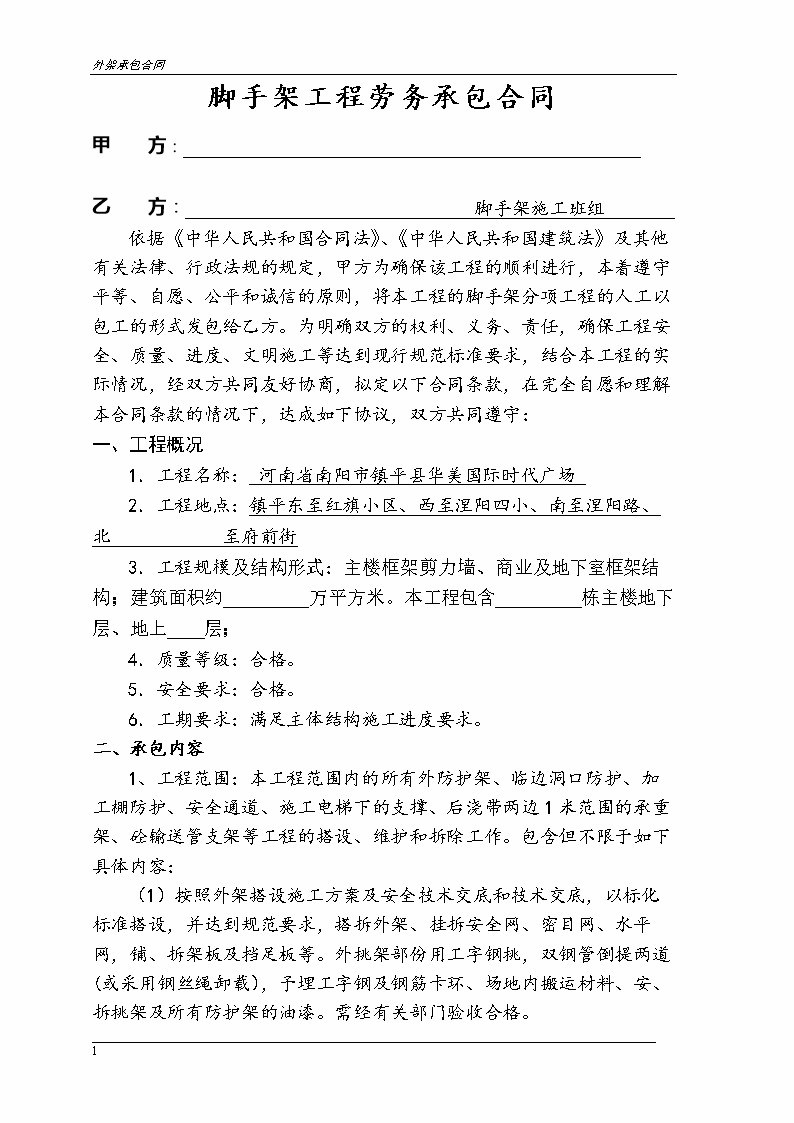 外架承包合同
脚手架工程劳务承包合同
甲 方：
乙 方： 脚手架施工班组
依据《中华人民共和国合同法》、《中华人民共和国建筑法》及其他
有关法律、行政法规的规定，甲方为确保该工程的顺利进行，本着遵守
平等、自愿、公平和诚信的原则，将本工程的脚手架分项工程的人工以
包工的形式发包给乙方。为明确双方的权利、义务、责任，确保工程安
全、质量、进度、文明施工等达到现行规范标准要求，结合本工程的实
际情况，经双方共同友好协商，拟定以下合同条款，在完全自愿和理解
本合同条款的情况下，达成如下协议，双方共同遵守：
一、工程概况
1. 工程名称： 河南省南阳市镇平县华美国际时代广场
2. 工程地点：镇平东至红旗小区、西至涅阳四小、南至涅阳路、
北 至府前街
3. 工程规模及结构形式：主楼框架剪力墙、商业及地下室框架结
构；建筑面积约_________万平方米。本工程包含_________栋主楼地下
层、地上____层；
4. 质量等级：合格。
5. 安全要求：合格。
6. 工期要求：满足主体结构施工进度要求。
二、承包内容
1、工程范围：本工程范围内的所有外防护架、临边洞口防护、加
工棚防护、安全通道、施工电梯下的支撑、后浇带两边1米范围的承重
架、砼输送管支架等工程的搭设、维护和拆除工作。包含但不限于如下
具体内容：
（1）按照外架搭设施工方案及安全技术交底和技术交底，以标化
标准搭设，并达到规范要求，搭拆外架、挂拆安全网、密目网、水平
网，铺、拆架板及挡足板等。外挑架部份用工字钢挑，双钢管倒提两道
(或采用钢丝绳卸载)，予埋工字钢及钢筋卡环、场地内搬运材料、安、
拆挑架及所有防护架的油漆。需经有关部门验收合格。
1